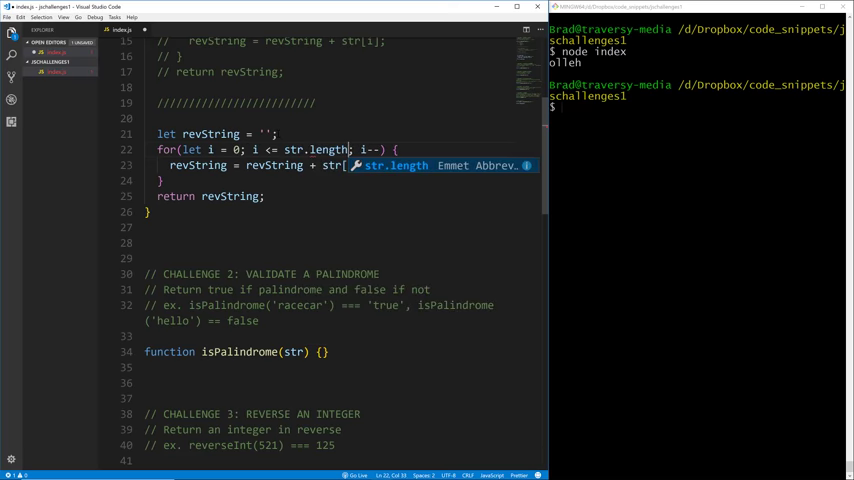 index.js - jschallenges1 - Visual Studio Code
File Edit Selection View Go Debug Tasks Help
EXPLORER
OPEN EDITORS 1 UNSAVED
index.js
JSCHALLENGES1
index.js
index.js
15 // revString = revString + str[i];
16 // }
17 // return revString;
18
19 /////////////////////////
20
21 let revString = '';
22 for(let i = 0; i <= str.length; i--) {
23 revString = revString + str[
str.length Emmet Abbrev…
24 }
25 return revString;
26 }
27
28
29
30 // CHALLENGE 2: VALIDATE A PALINDROME
31 // Return true if palindrome and false if not
32 // ex. isPalindrome('racecar') === 'true', isPalindrome
('hello') == false
33
34 function isPalindrome(str) {}
35
36
37
38 // CHALLENGE 3: REVERSE AN INTEGER
39 // Return an integer in reverse
40 // ex. reverseInt(521) === 125
41
1 0
Go Live Ln 22, Col 33 Spaces: 2 UTF-8 CRLF JavaScript Prettier
MINGW64:/d/Dropbox/code_snippets/jschallenges1
Brad@traversy-media /d/Dropbox/code_snippets/j
schallenges1
$ node index
olleh
Brad@traversy-media /d/Dropbox/code_snippets/j
schallenges1
$